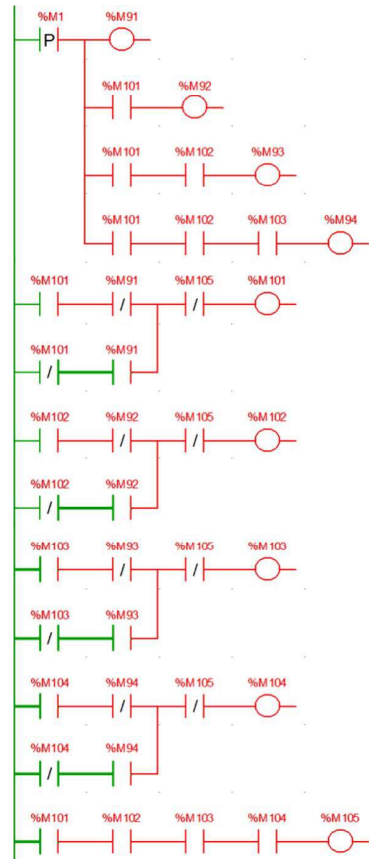 %M1 %M91
P
%M101 %M92
%M101 %M102 %M93
%M101 %M102 %M103 %M94
%M101 %M91 %M105 %M101
/ /
%M101 %M91
/
%M102 %M92 %M105 %M102
/ /
%M102 %M92
/
%M103 %M93 %M105 %M103
/ /
%M103 %M93
/
%M104 %M94 %M105 %M104
/ /
%M104 %M94
/
%M101 %M102 %M103 %M104 %M105